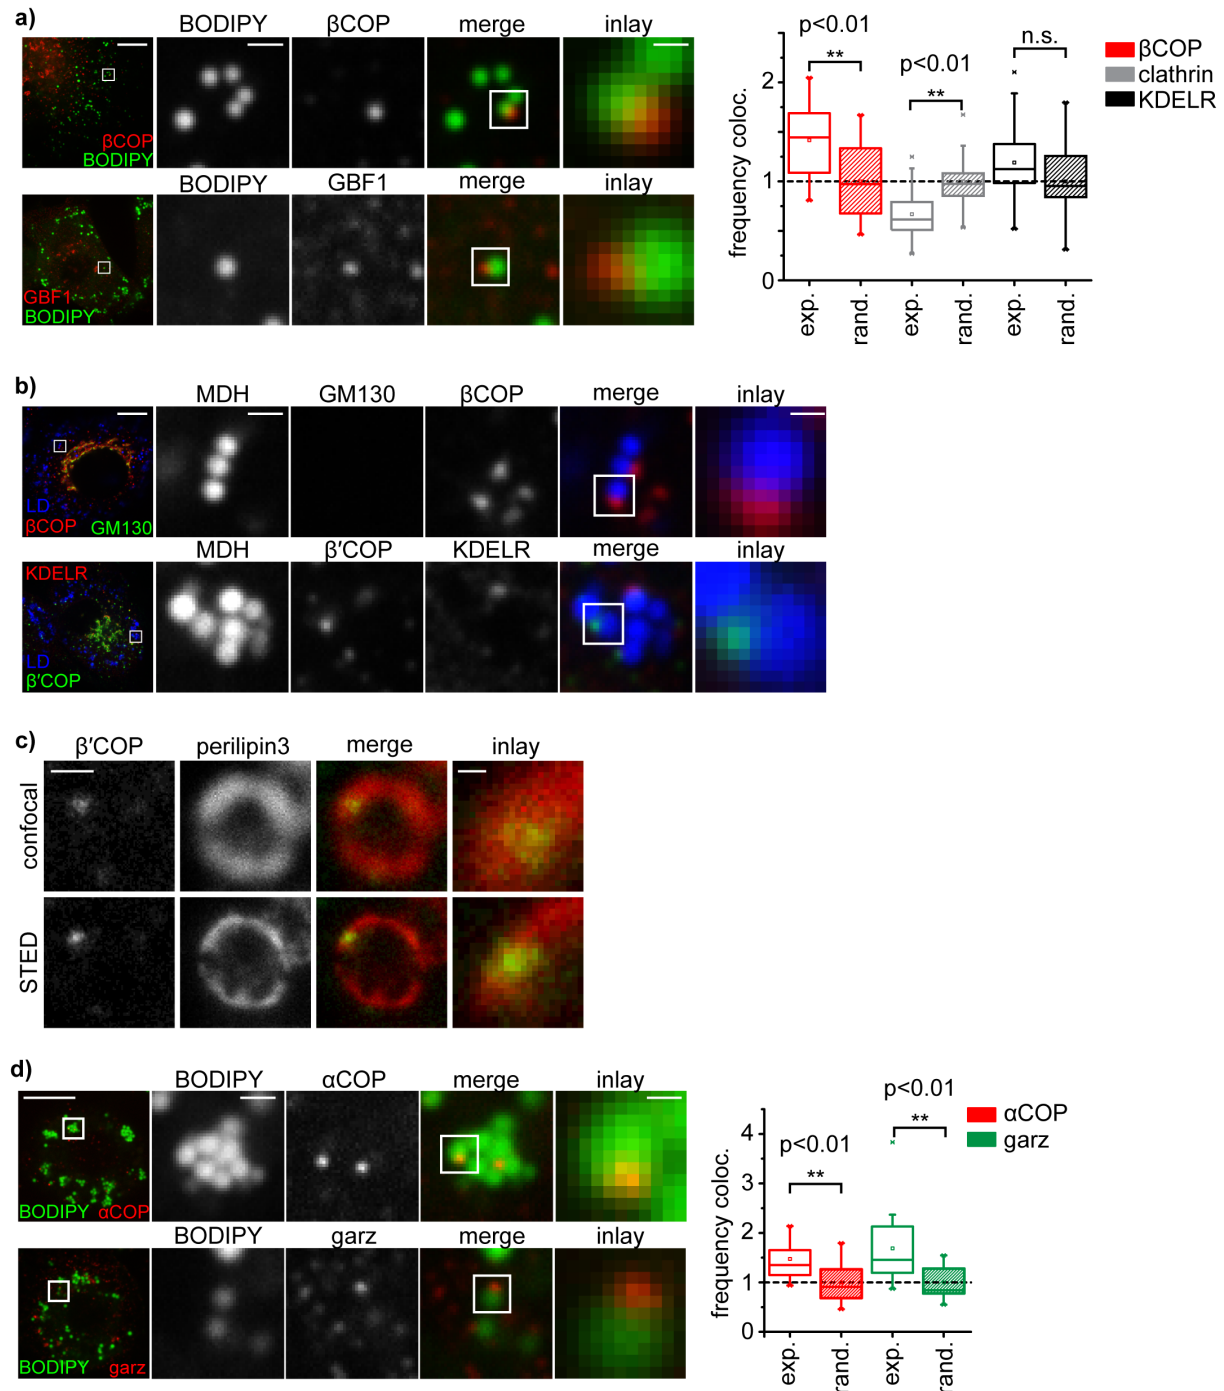 a)
BODIPY βCOP merge inlay
βCOP
BODIPY
BODIPY GBF1 merge inlay
GBF1
BODIPY
p<0.01
**
p<0.01
**
n.s.
βCOP
clathrin
KDELR
frequency coloc.
2
1
0
exp. rand. exp. rand. exp. rand.
b)
MDH GM130 βCOP merge inlay
LD
βCOP GM130
MDH β′COP KDELR merge inlay
KDELR
LD
β′COP
c)
β′COP perilipin3 merge inlay
confocal
STED
d)
BODIPY αCOP merge inlay
BODIPY αCOP
BODIPY garz merge inlay
BODIPY garz
p<0.01
**
p<0.01
**
αCOP
garz
frequency coloc.
4
3
2
1
0
exp. rand. exp. rand.